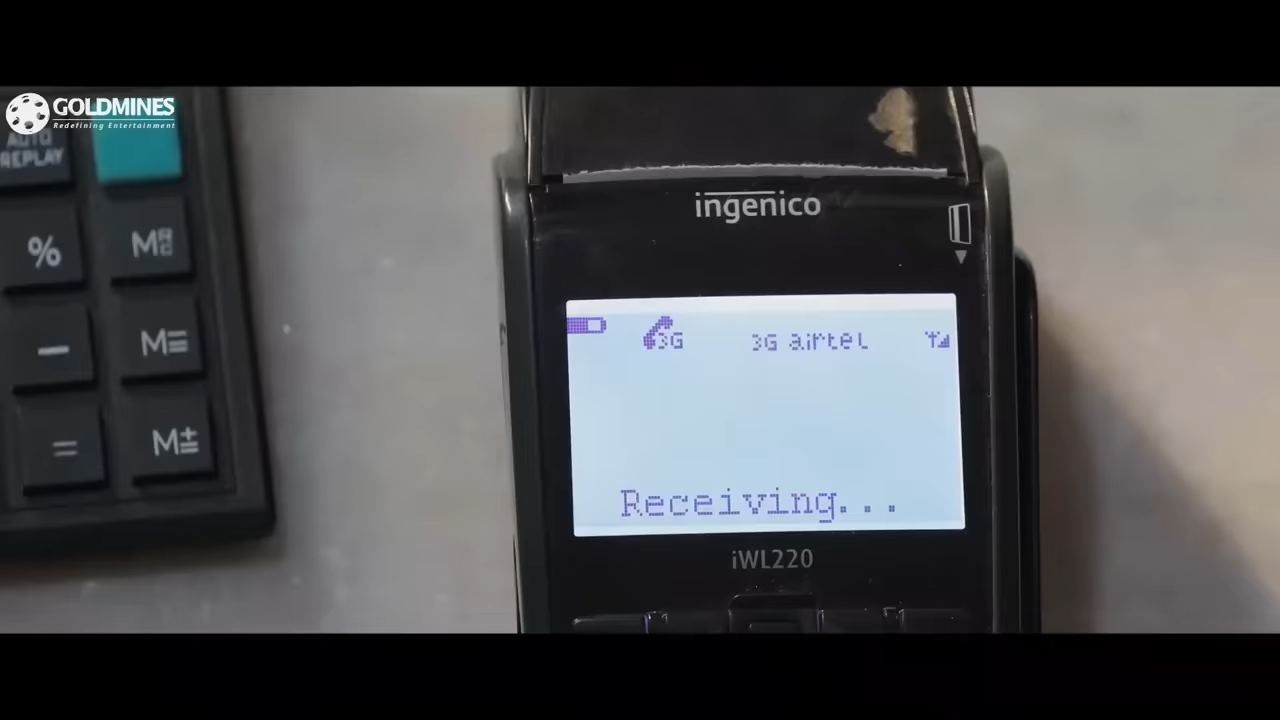 GOLDMINES
Redefining Entertainment
AUTO
REPLAY
%
MRC
−
M=
=
M±=
ingenico
3G
3G airtel
Receiving...
iWL220